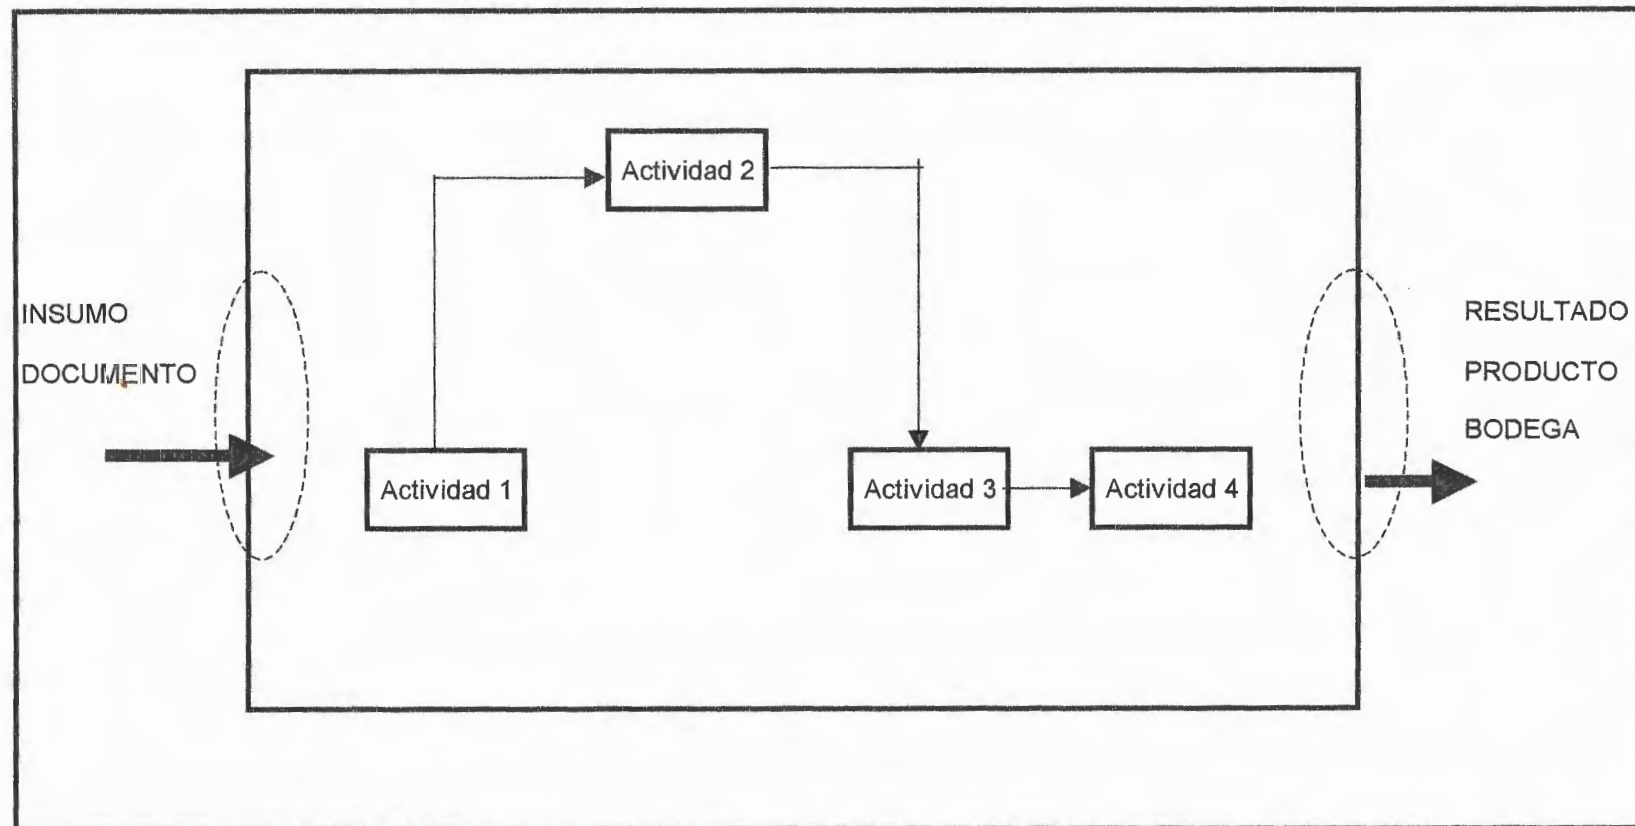 INSUMO
DOCUMENTO
Actividad 1
Actividad 2
Actividad 3
Actividad 4
RESULTADO
PRODUCTO
BODEGA